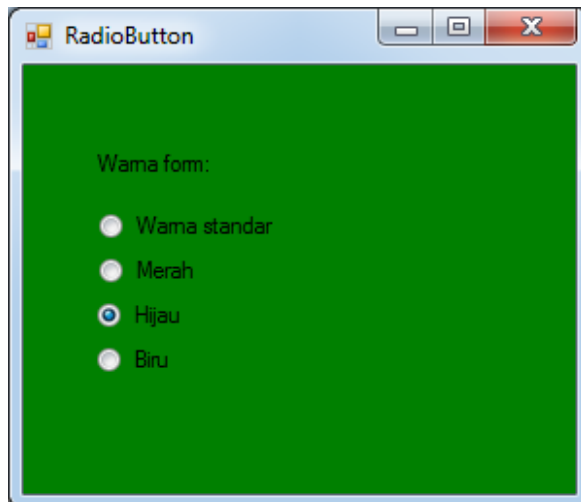 RadioButton
Warna form:
Warna standar
Merah
Hijau
Biru